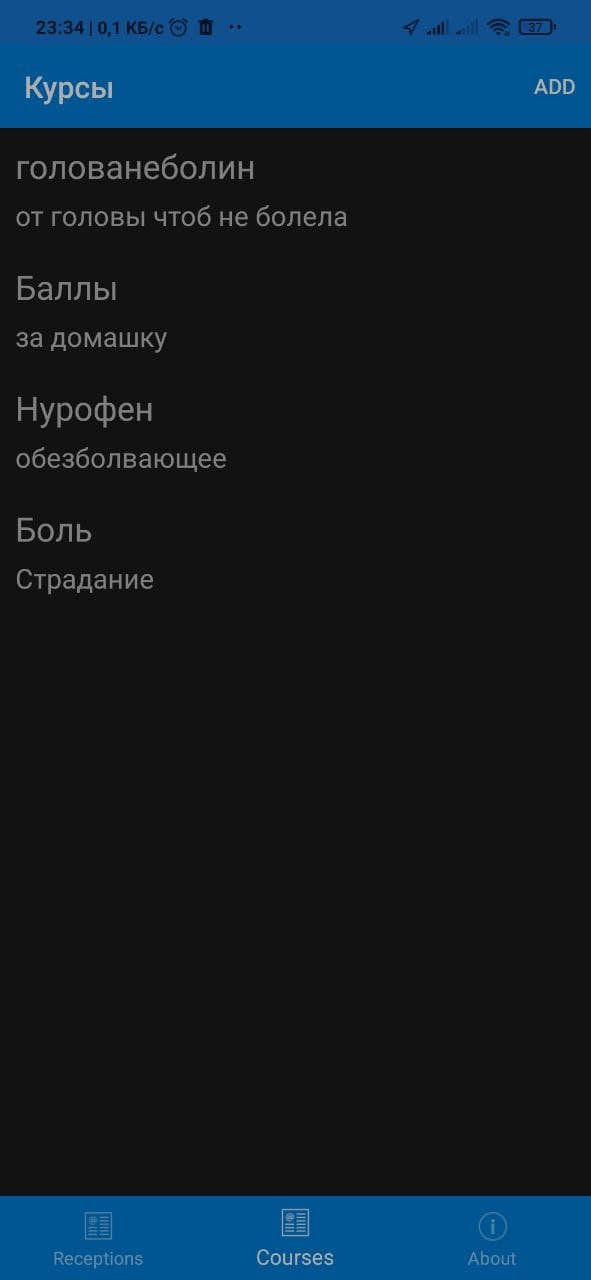 23:34 | 0,1 КБ/с
37
Курсы
ADD
голованеболин
от головы чтоб не болела
Баллы
за домашку
Нурофен
обезболвающее
Боль
Страдание
Receptions
Courses
About